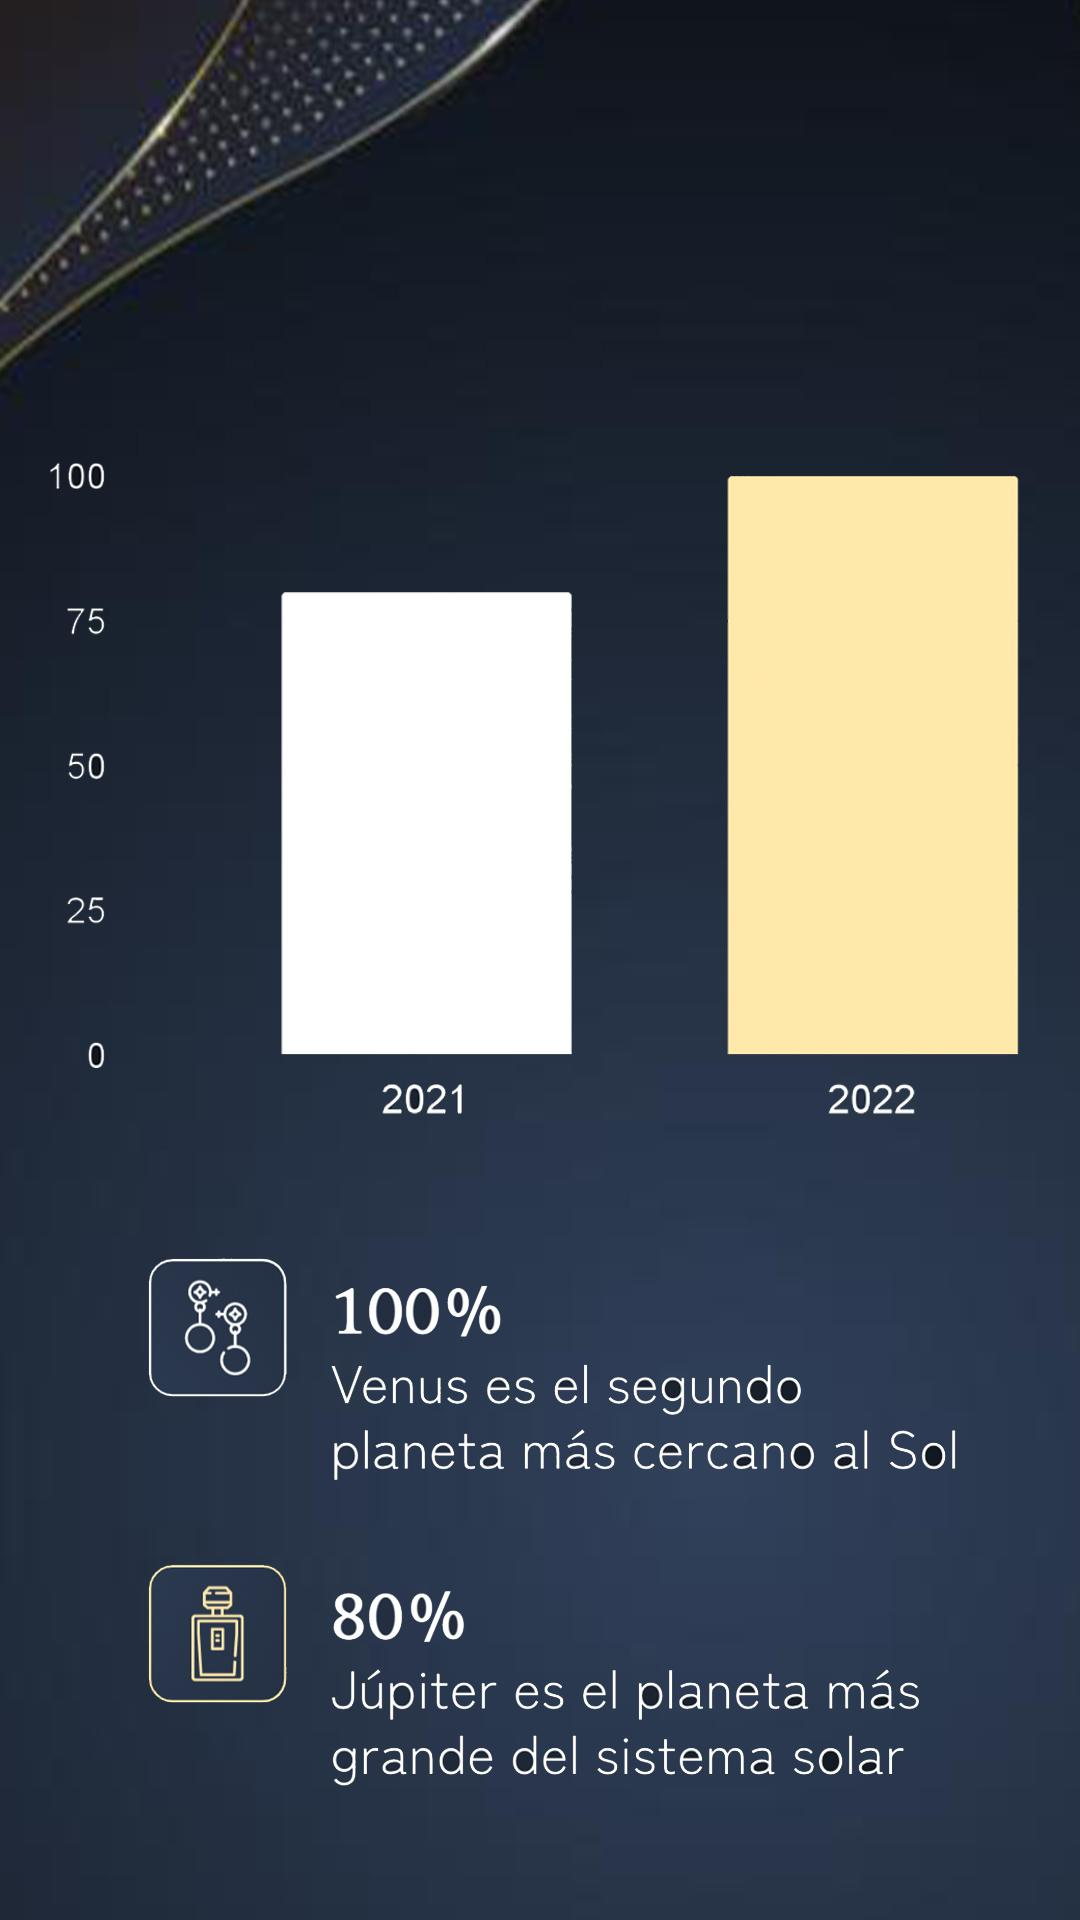 100
75
50
25
0
2021
2022
100%
Venus es el segundo
planeta más cercano al Sol
80%
Júpiter es el planeta más
grande del sistema solar